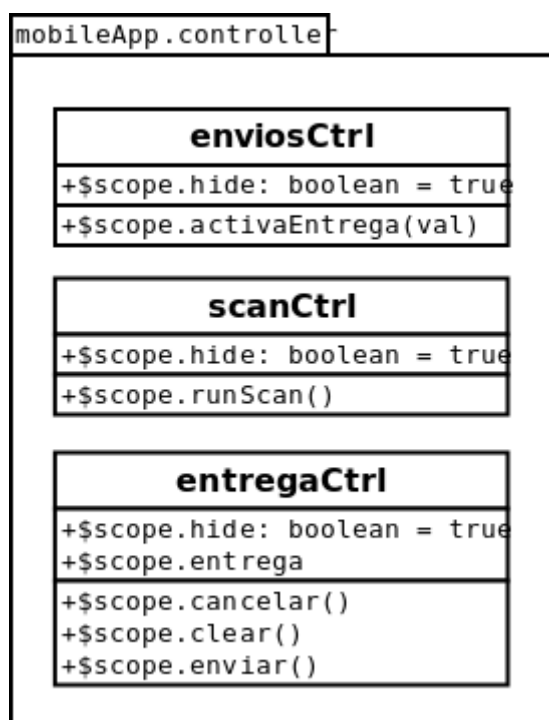 mobileApp.controller
enviosCtrl
+$scope.hide: boolean = true
+$scope.activaEntrega(val)
scanCtrl
+$scope.hide: boolean = true
+$scope.runScan()
entregaCtrl
+$scope.hide: boolean = true
+$scope.entrega
+$scope.cancelar()
+$scope.clear()
+$scope.enviar()